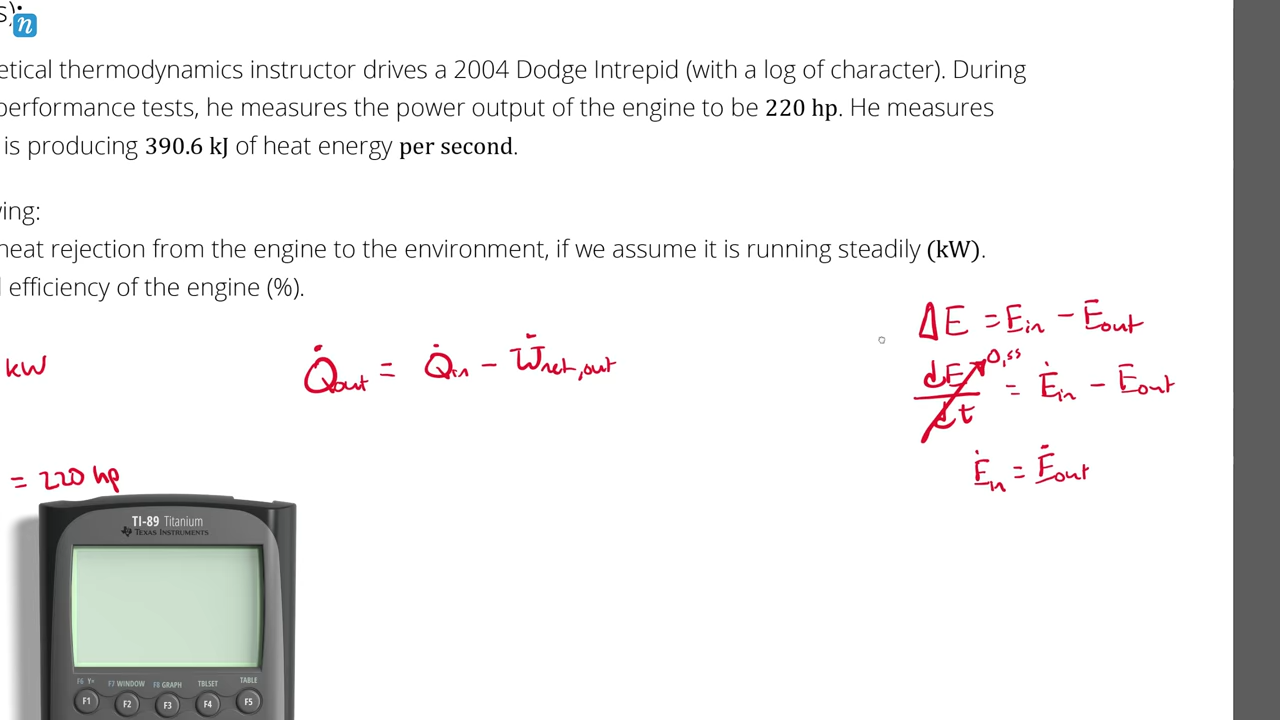 s):
n
etical thermodynamics instructor drives a 2004 Dodge Intrepid (with a log of character). During
performance tests, he measures the power output of the engine to be 220 hp. He measures
is producing 390.6 kJ of heat energy per second.
ving:
heat rejection from the engine to the environment, if we assume it is running steadily (kW).
l efficiency of the engine (%).
ΔE = Ein - Eout
kW
Q̇out = Q̇in - Ẇnet,out
dE/dt → 0, ss = Ėin - Ėout
Ėin = Ėout
= 220 hp
TI-89 Titanium
TEXAS INSTRUMENTS
F6 Y= F7 WINDOW F8 GRAPH TBLSET TABLE
F1 F2 F3 F4 F5